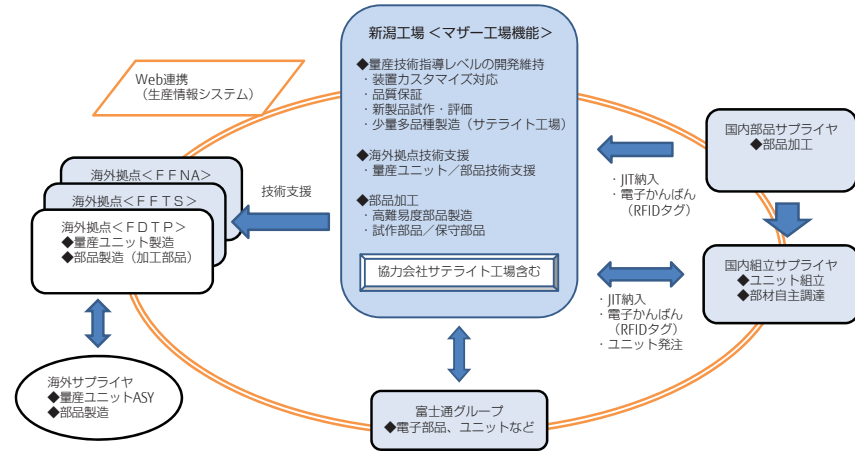 新潟工場 <マザー工場機能>
◆量産技術指導レベルの開発維持
・装置カスタマイズ対応
・品質保証
・新製品試作・評価
・少量多品種製造（サテライト工場）
◆海外拠点技術支援
・量産ユニット／部品技術支援
◆部品加工
・高難易度部品製造
・試作部品／保守部品
協力会社サテライト工場含む
Web連携
（生産情報システム）
海外拠点<FFNA>
海外拠点<FFTS>
海外拠点<FDTP>
◆量産ユニット製造
◆部品製造（加工部品）
技術支援
海外サプライヤ
◆量産ユニットASY
◆部品製造
国内部品サプライヤ
◆部品加工
・JIT納入
・電子かんばん
（RFIDタグ）
国内組立サプライヤ
◆ユニット組立
◆部材自主調達
・JIT納入
・電子かんばん
（RFIDタグ）
・ユニット発注
富士通グループ
◆電子部品、ユニットなど